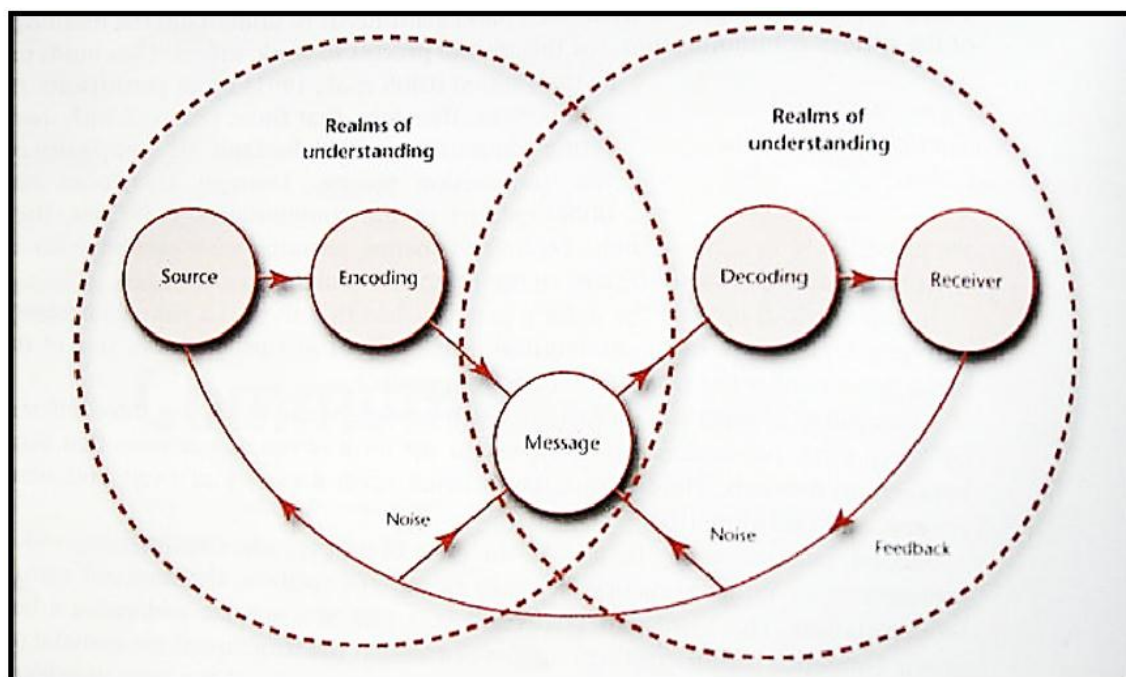 Realms of
understanding
Realms of
understanding
Source
Encoding
Decoding
Receiver
Message
Noise
Noise
Feedback